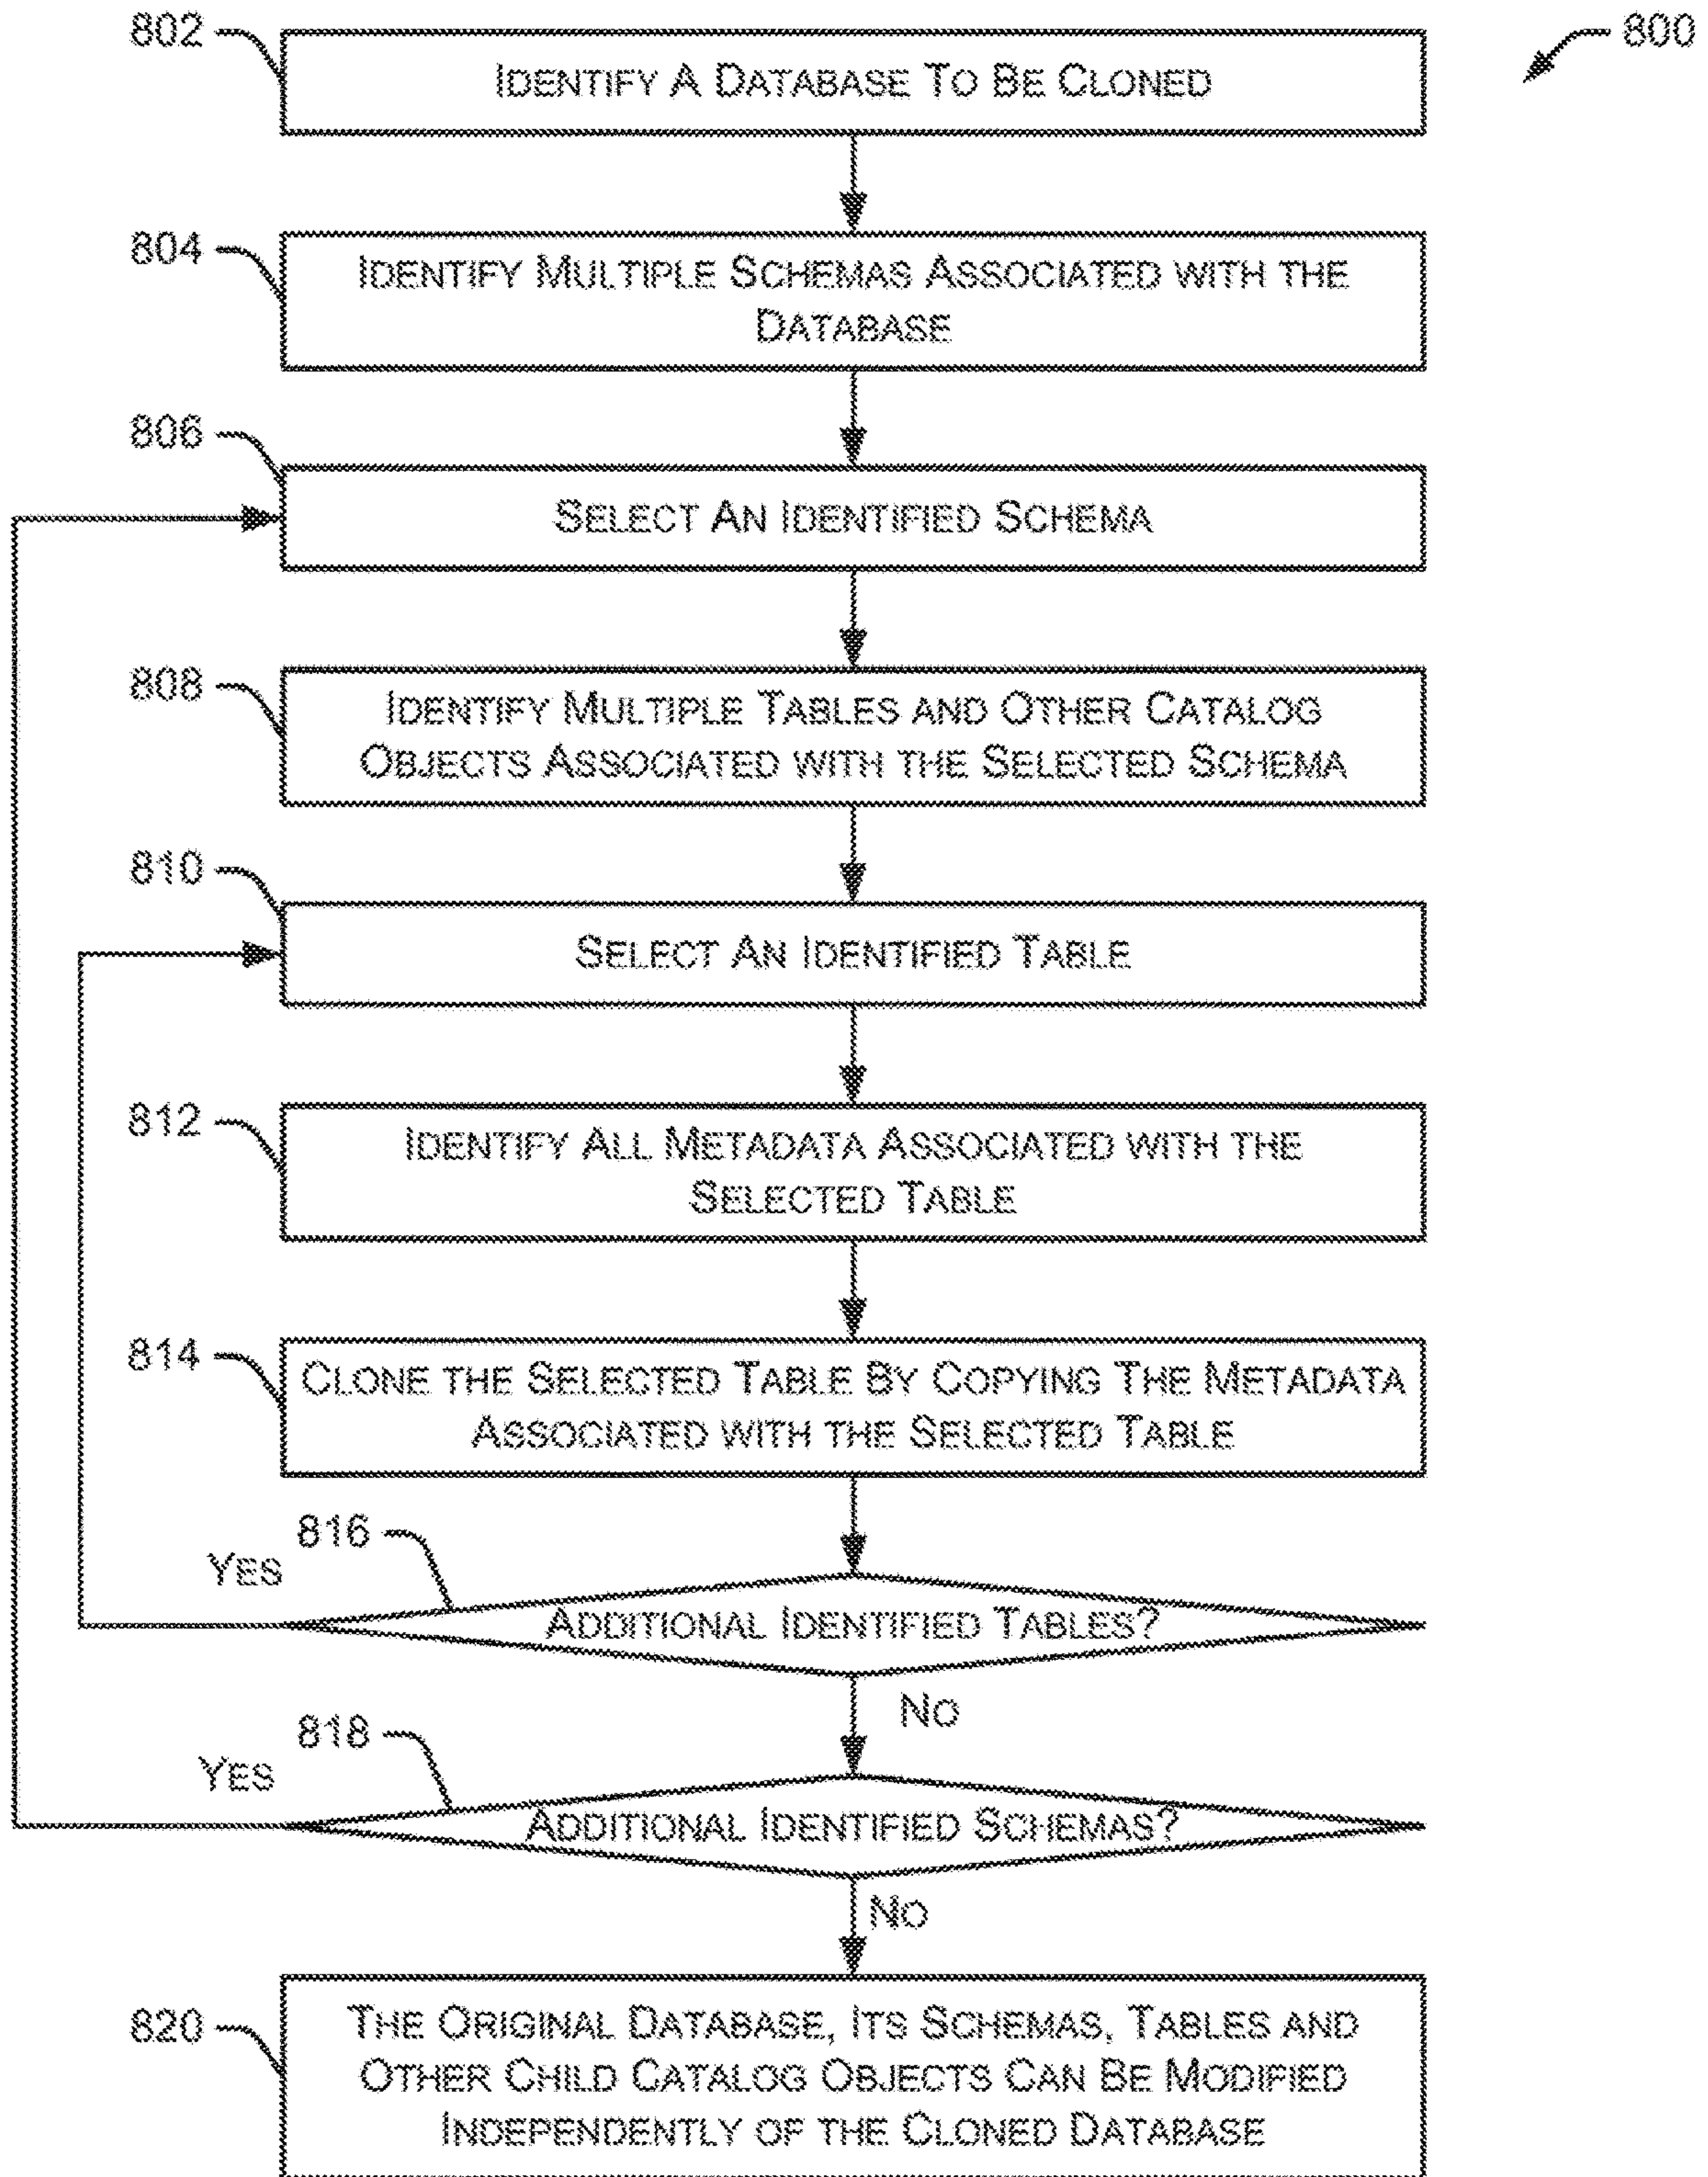 802
800
IDENTIFY A DATABASE TO BE CLONED
804
IDENTIFY MULTIPLE SCHEMAS ASSOCIATED WITH THE
DATABASE
806
SELECT AN IDENTIFIED SCHEMA
808
IDENTIFY MULTIPLE TABLES AND OTHER CATALOG
OBJECTS ASSOCIATED WITH THE SELECTED SCHEMA
810
SELECT AN IDENTIFIED TABLE
812
IDENTIFY ALL METADATA ASSOCIATED WITH THE
SELECTED TABLE
814
CLONE THE SELECTED TABLE BY COPYING THE METADATA
ASSOCIATED WITH THE SELECTED TABLE
816
YES
ADDITIONAL IDENTIFIED TABLES?
NO
818
YES
ADDITIONAL IDENTIFIED SCHEMAS?
NO
820
THE ORIGINAL DATABASE, ITS SCHEMAS, TABLES AND
OTHER CHILD CATALOG OBJECTS CAN BE MODIFIED
INDEPENDENTLY OF THE CLONED DATABASE